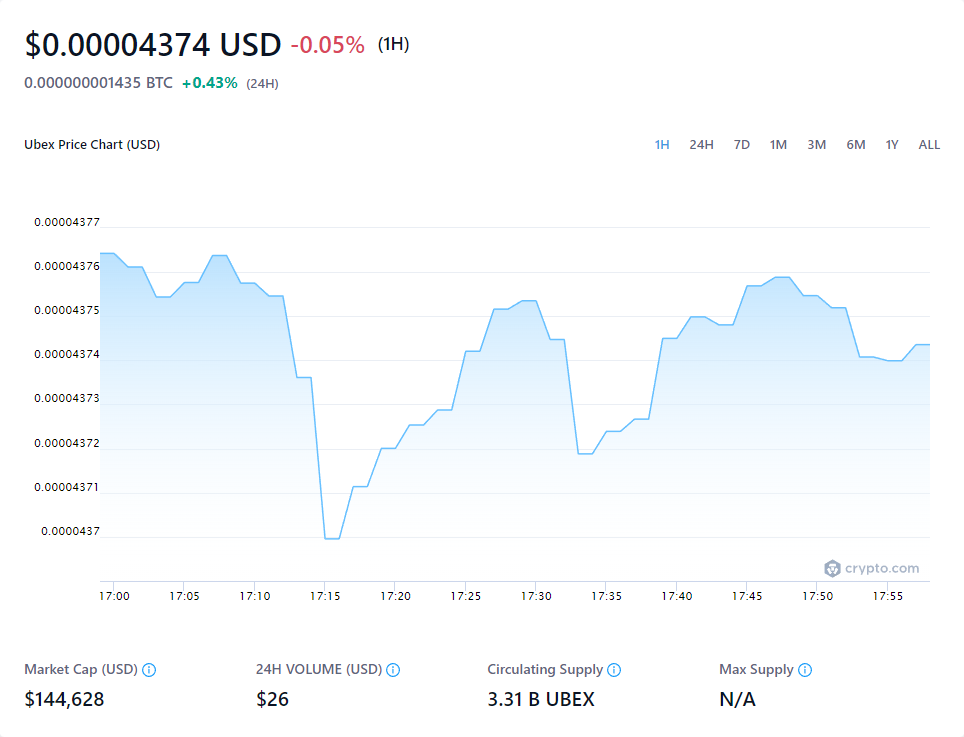 $0.00004374 USD -0.05% (1H)
0.000000001435 BTC +0.43% (24H)
Ubex Price Chart (USD) 1H 24H 7D 1M 3M 6M 1Y ALL
0.00004377
0.00004376
0.00004375
0.00004374
0.00004373
0.00004372
0.00004371
0.0000437
crypto.com
17:00 17:05 17:10 17:15 17:20 17:25 17:30 17:35 17:40 17:45 17:50 17:55
Market Cap (USD) 24H VOLUME (USD) Circulating Supply Max Supply
$144,628 $26 3.31 B UBEX N/A